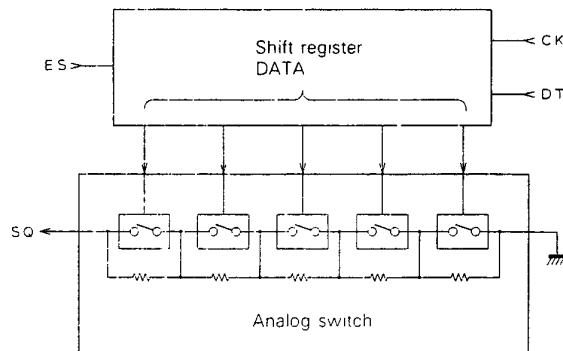 Shift register
DATA
ES
CK
DT
SQ
Analog switch